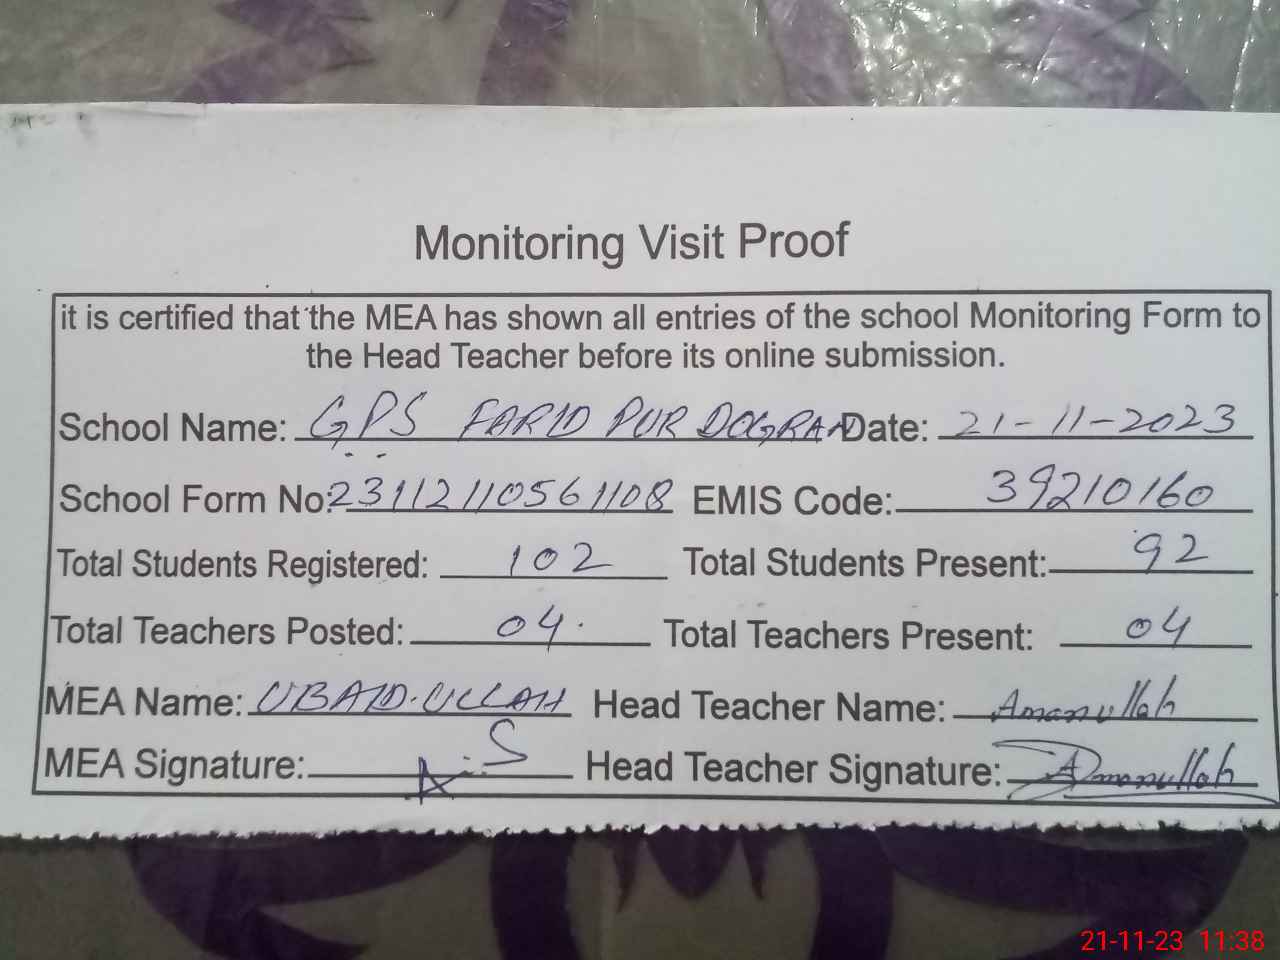 Monitoring Visit Proof
it is certified that the MEA has shown all entries of the school Monitoring Form to
the Head Teacher before its online submission.
School Name: GPS FARID PUR DOGRAN Date: 21-11-2023
School Form No: 23112110561108 EMIS Code: 39210160
Total Students Registered: 102 Total Students Present: 92
Total Teachers Posted: 04. Total Teachers Present: 04
MEA Name: UBAID.ULLAH Head Teacher Name: Amanullah
MEA Signature: Head Teacher Signature: Amanullah
21-11-23 11:38